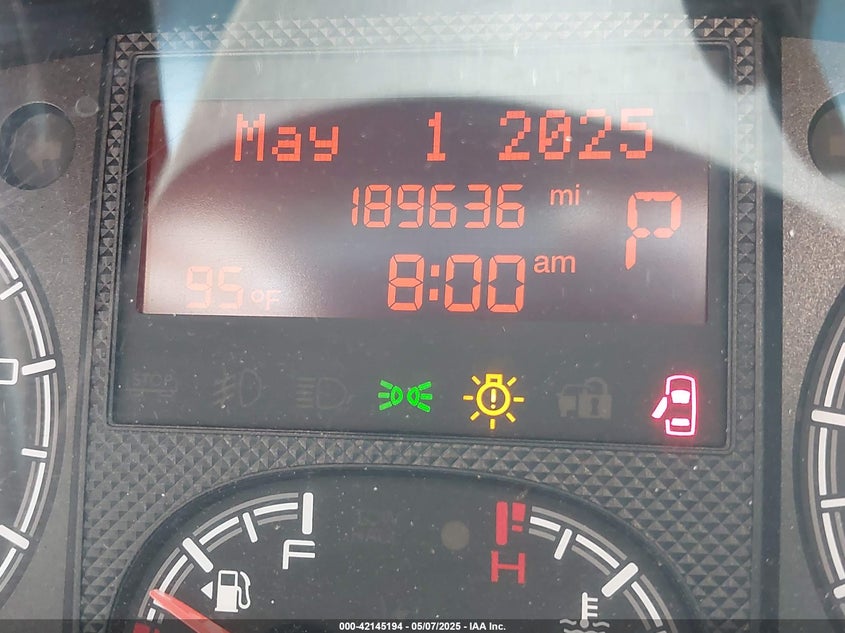 May 1 2025
189636 mi
P
95°F 8:00 am
F
H
000-42145194 - 05/07/2025 - IAA Inc.